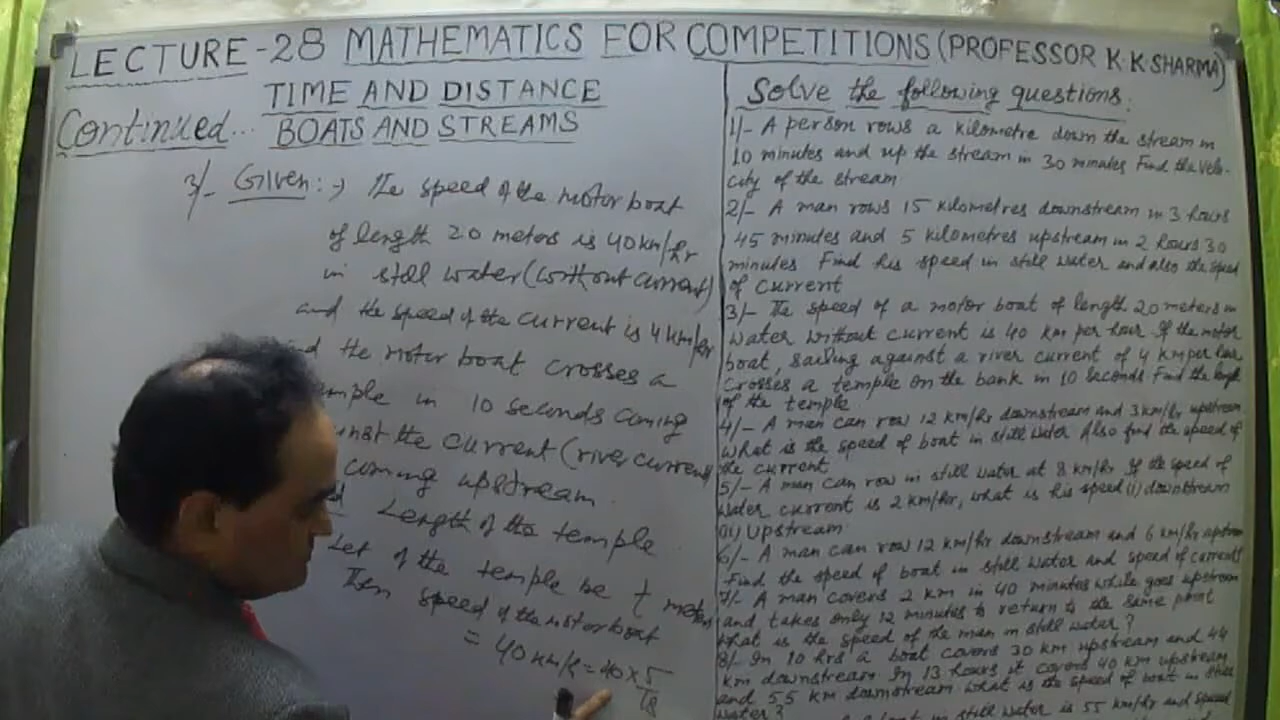 LECTURE-28 MATHEMATICS FOR COMPETITIONS (PROFESSOR K.K SHARMA)
TIME AND DISTANCE
Continued... BOATS AND STREAMS
3/- Given:-> The speed of the motor boat
of length 20 meters is 40 km/hr
in still water (without current)
and the speed of the current is 4 km/hr
the motor boat crosses a
in 10 seconds coming
the current (river current
coming upstream.
Length of the temple
Let of the temple be t
Then speed of the motor boat
= 40 km/h = 40 × 5
18
Solve the following questions:
1/- A person rows a kilometre down the stream in
10 minutes and up the stream in 30 minutes Find the velo-
city of the stream
2/- A man rows 15 kilometres downstream in 3 hours
45 minutes and 5 kilometres upstream in 2 hours 30
minutes Find his speed in still water and also the speed
of current
3/- The speed of a motor boat of length 20 meters in
water without current is 40 km per hour If the motor
boat, sailing against a river current of 4 km per hour
crosses a temple on the bank in 10 seconds Find the length
of the temple
4/- A man can row 12 km/hr downstream and 3 km/hr upstream
what is the speed of boat in still water Also find the speed of
the current
5/- A man can row in still water at 8 km/hr If the speed of
water current is 2 km/hr, what is his speed (i) downstream
(ii) Upstream
6/- A man can row 12 km/hr downstream and 6 km/hr upstream
Find the speed of boat in still water and speed of current
7/- A man covers 2 km in 40 minutes while goes upstream
and takes only 12 minutes to return to the same point
what is the speed of the man in still water?
8/- In 10 hrs a boat covers 30 km upstream and 44
km downstream In 13 hours it covers 40 km upstream
and 55 km downstream what is the speed of boat in still
water?
in still water is 55 km/hr and speed